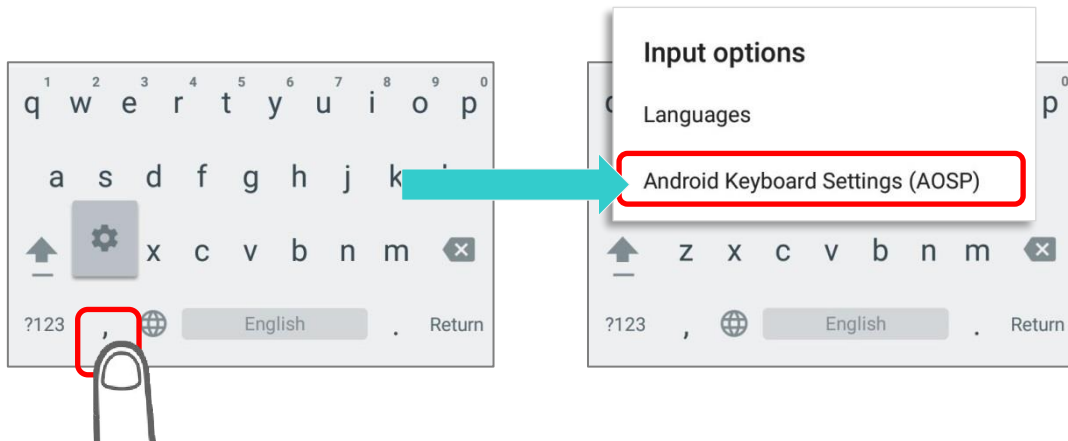 1 2 3 4 5 6 7 8 9 0
q w e r t y u i o p
a s d f g h j k
x c v b n m
?123 , English . Return
Input options
Languages
Android Keyboard Settings (AOSP)
0
p
z x c v b n m
?123 , English . Return